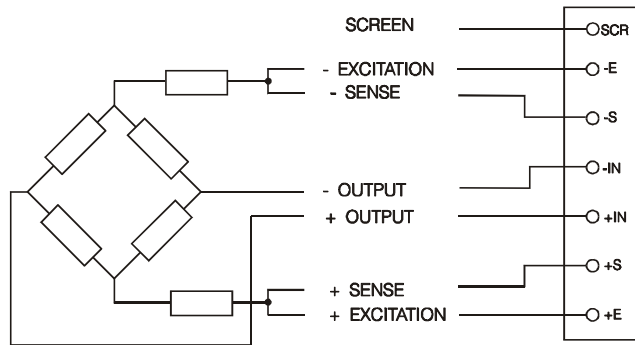 SCREEN SCR
- EXCITATION -E
- SENSE
-S
-IN
- OUTPUT
+ OUTPUT +IN
+S
+ SENSE
+ EXCITATION +E